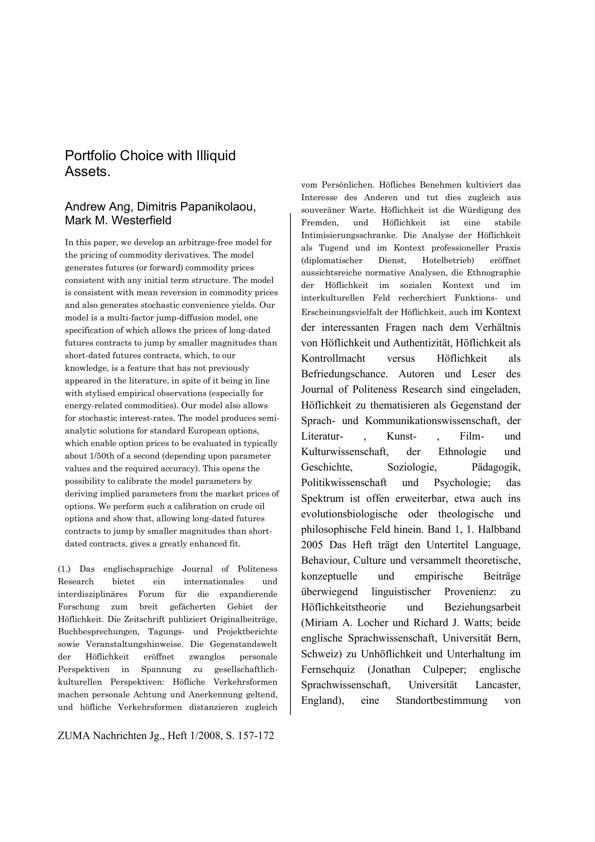 Portfolio Choice with Illiquid
Assets.
Andrew Ang, Dimitris Papanikolaou,
Mark M. Westerfield
In this paper, we develop an arbitrage-free model for
the pricing of commodity derivatives. The model
generates futures (or forward) commodity prices
consistent with any initial term structure. The model
is consistent with mean reversion in commodity prices
and also generates stochastic convenience yields. Our
model is a multi-factor jump-diffusion model, one
specification of which allows the prices of long-dated
futures contracts to jump by smaller magnitudes than
short-dated futures contracts, which, to our
knowledge, is a feature that has not previously
appeared in the literature, in spite of it being in line
with stylised empirical observations (especially for
energy-related commodities). Our model also allows
for stochastic interest-rates. The model produces semi-
analytic solutions for standard European options,
which enable option prices to be evaluated in typically
about 1/50th of a second (depending upon parameter
values and the required accuracy). This opens the
possibility to calibrate the model parameters by
deriving implied parameters from the market prices of
options. We perform such a calibration on crude oil
options and show that, allowing long-dated futures
contracts to jump by smaller magnitudes than short-
dated contracts, gives a greatly enhanced fit.
(1.) Das englischsprachige Journal of Politeness
Research bietet ein internationales und
interdisziplinäres Forum für die expandierende
Forschung zum breit gefächerten Gebiet der
Höflichkeit. Die Zeitschrift publiziert Originalbeiträge,
Buchbesprechungen, Tagungs- und Projektberichte
sowie Veranstaltungshinweise. Die Gegenstandswelt
der Höflichkeit eröffnet zwanglos personale
Perspektiven in Spannung zu gesellschaftlich-
kulturellen Perspektiven: Höfliche Verkehrsformen
machen personale Achtung und Anerkennung geltend,
und höfliche Verkehrsformen distanzieren zugleich
vom Persönlichen. Höfliches Benehmen kultiviert das
Interesse des Anderen und tut dies zugleich aus
souveräner Warte. Höflichkeit ist die Würdigung des
Fremden, und Höflichkeit ist eine stabile
Intimisierungsschranke. Die Analyse der Höflichkeit
als Tugend und im Kontext professioneller Praxis
(diplomatischer Dienst, Hotelbetrieb) eröffnet
aussichtsreiche normative Analysen, die Ethnographie
der Höflichkeit im sozialen Kontext und im
interkulturellen Feld recherchiert Funktions- und
Erscheinungsvielfalt der Höflichkeit, auch im Kontext
der interessanten Fragen nach dem Verhältnis
von Höflichkeit und Authentizität, Höflichkeit als
Kontrollmacht versus Höflichkeit als
Befriedungschance. Autoren und Leser des
Journal of Politeness Research sind eingeladen,
Höflichkeit zu thematisieren als Gegenstand der
Sprach- und Kommunikationswissenschaft, der
Literatur- , Kunst- , Film- und
Kulturwissenschaft, der Ethnologie und
Geschichte, Soziologie, Pädagogik,
Politikwissenschaft und Psychologie; das
Spektrum ist offen erweiterbar, etwa auch ins
evolutionsbiologische oder theologische und
philosophische Feld hinein. Band 1, 1. Halbband
2005 Das Heft trägt den Untertitel Language,
Behaviour, Culture und versammelt theoretische,
konzeptuelle und empirische Beiträge
überwiegend linguistischer Provenienz: zu
Höflichkeitstheorie und Beziehungsarbeit
(Miriam A. Locher und Richard J. Watts; beide
englische Sprachwissenschaft, Universität Bern,
Schweiz) zu Unhöflichkeit und Unterhaltung im
Fernsehquiz (Jonathan Culpeper; englische
Sprachwissenschaft, Universität Lancaster,
England), eine Standortbestimmung von
ZUMA Nachrichten Jg., Heft 1/2008, S. 157-172